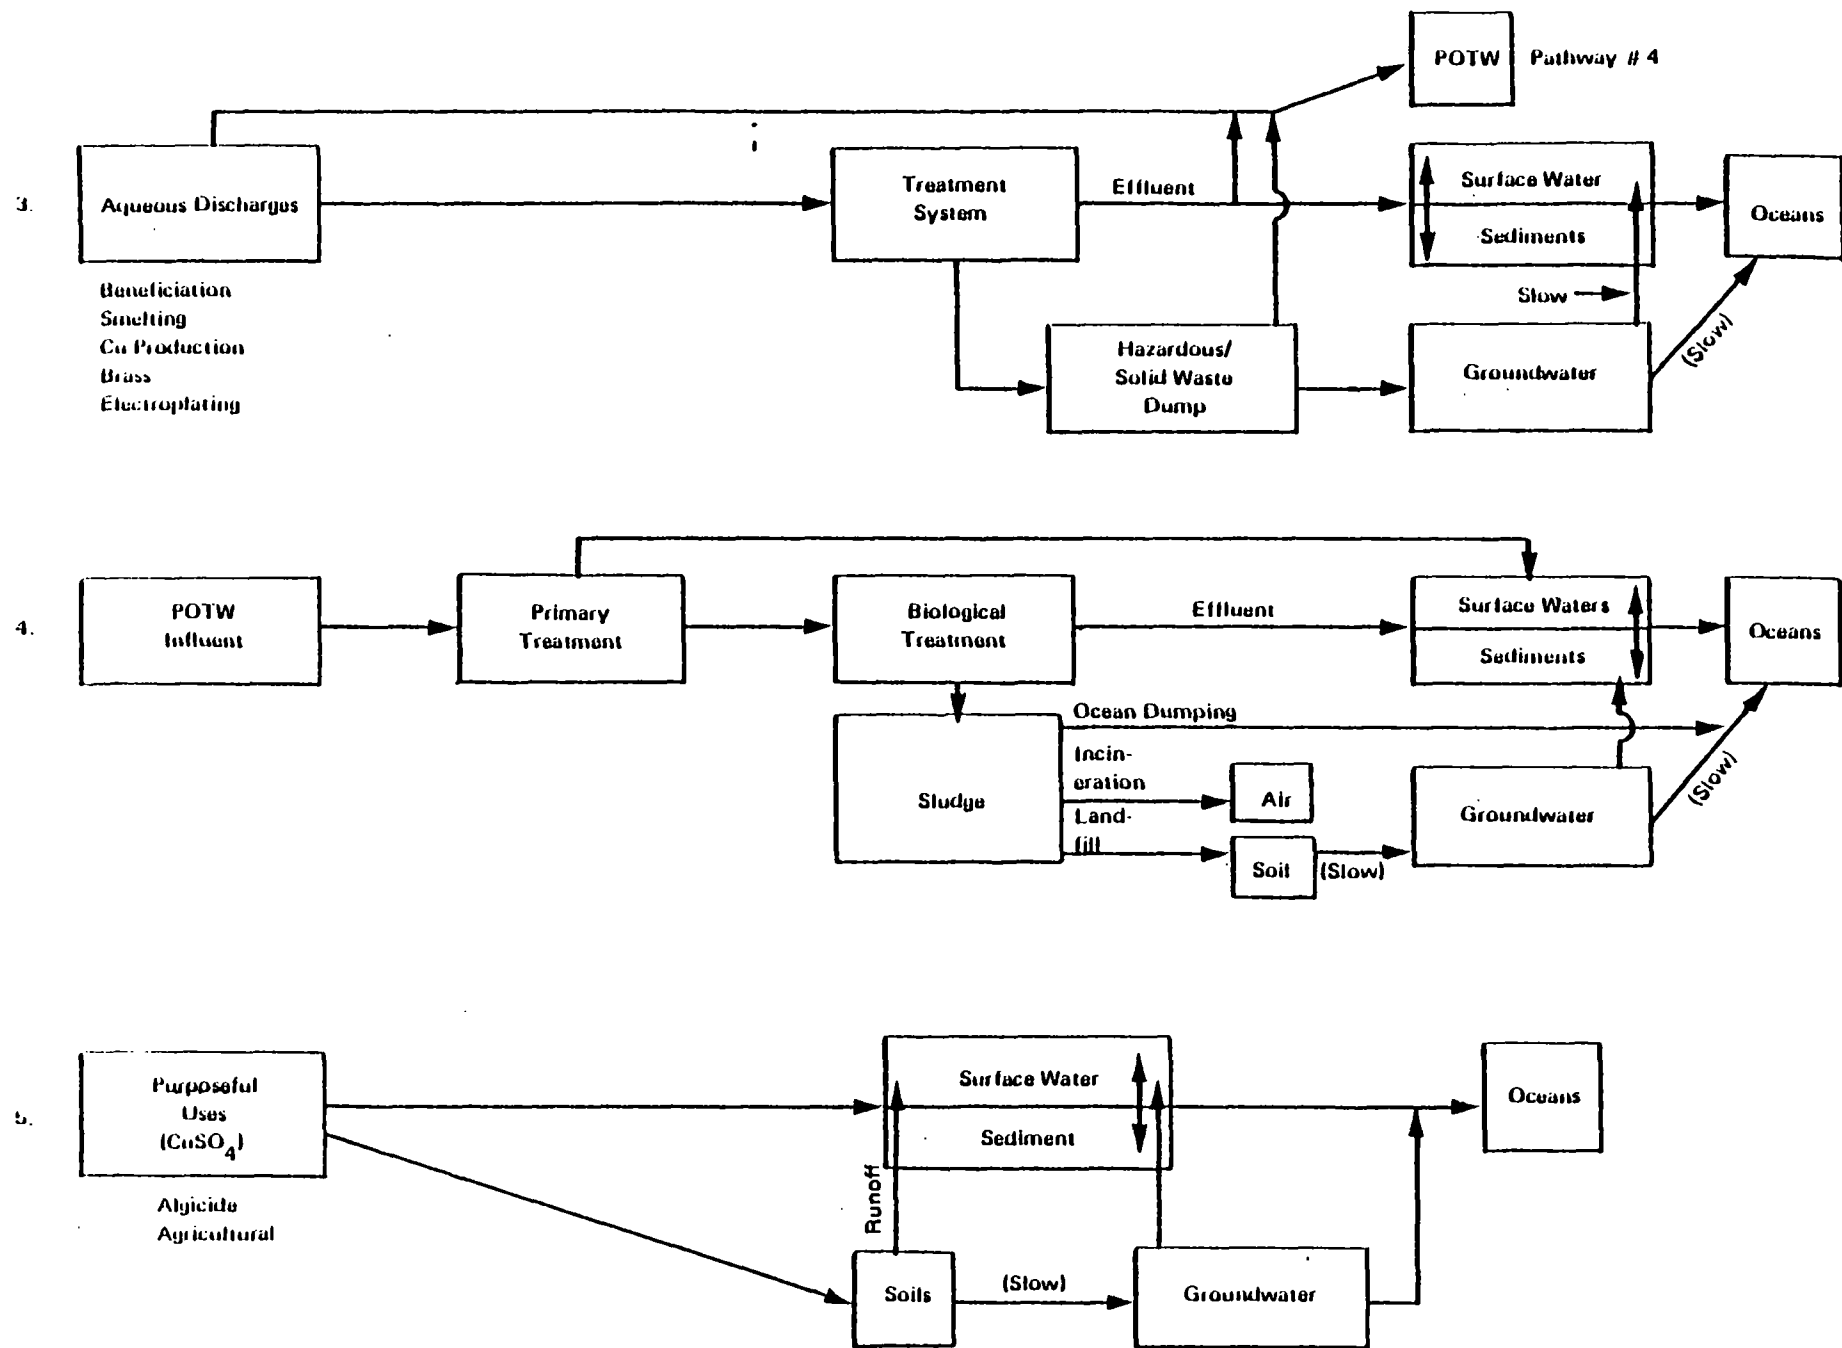 POTW
Pathway # 4
3.
Aqueous Discharges
Treatment
System
Effluent
Surface Water
Sediments
Oceans
Beneficiation
Smelting
Cu Production
Brass
Electroplating
Slow
Hazardous/
Solid Waste
Dump
Groundwater
(Slow)
4.
POTW
Influent
Primary
Treatment
Biological
Treatment
Effluent
Surface Waters
Sediments
Oceans
Sludge
Ocean Dumping
Incin-
eration
Air
Land-
fill
Soil
(Slow)
Groundwater
(Slow)
5.
Purposeful
Uses
(CuSO4)
Algicide
Agricultural
Surface Water
Sediment
Oceans
Runoff
Soils
(Slow)
Groundwater